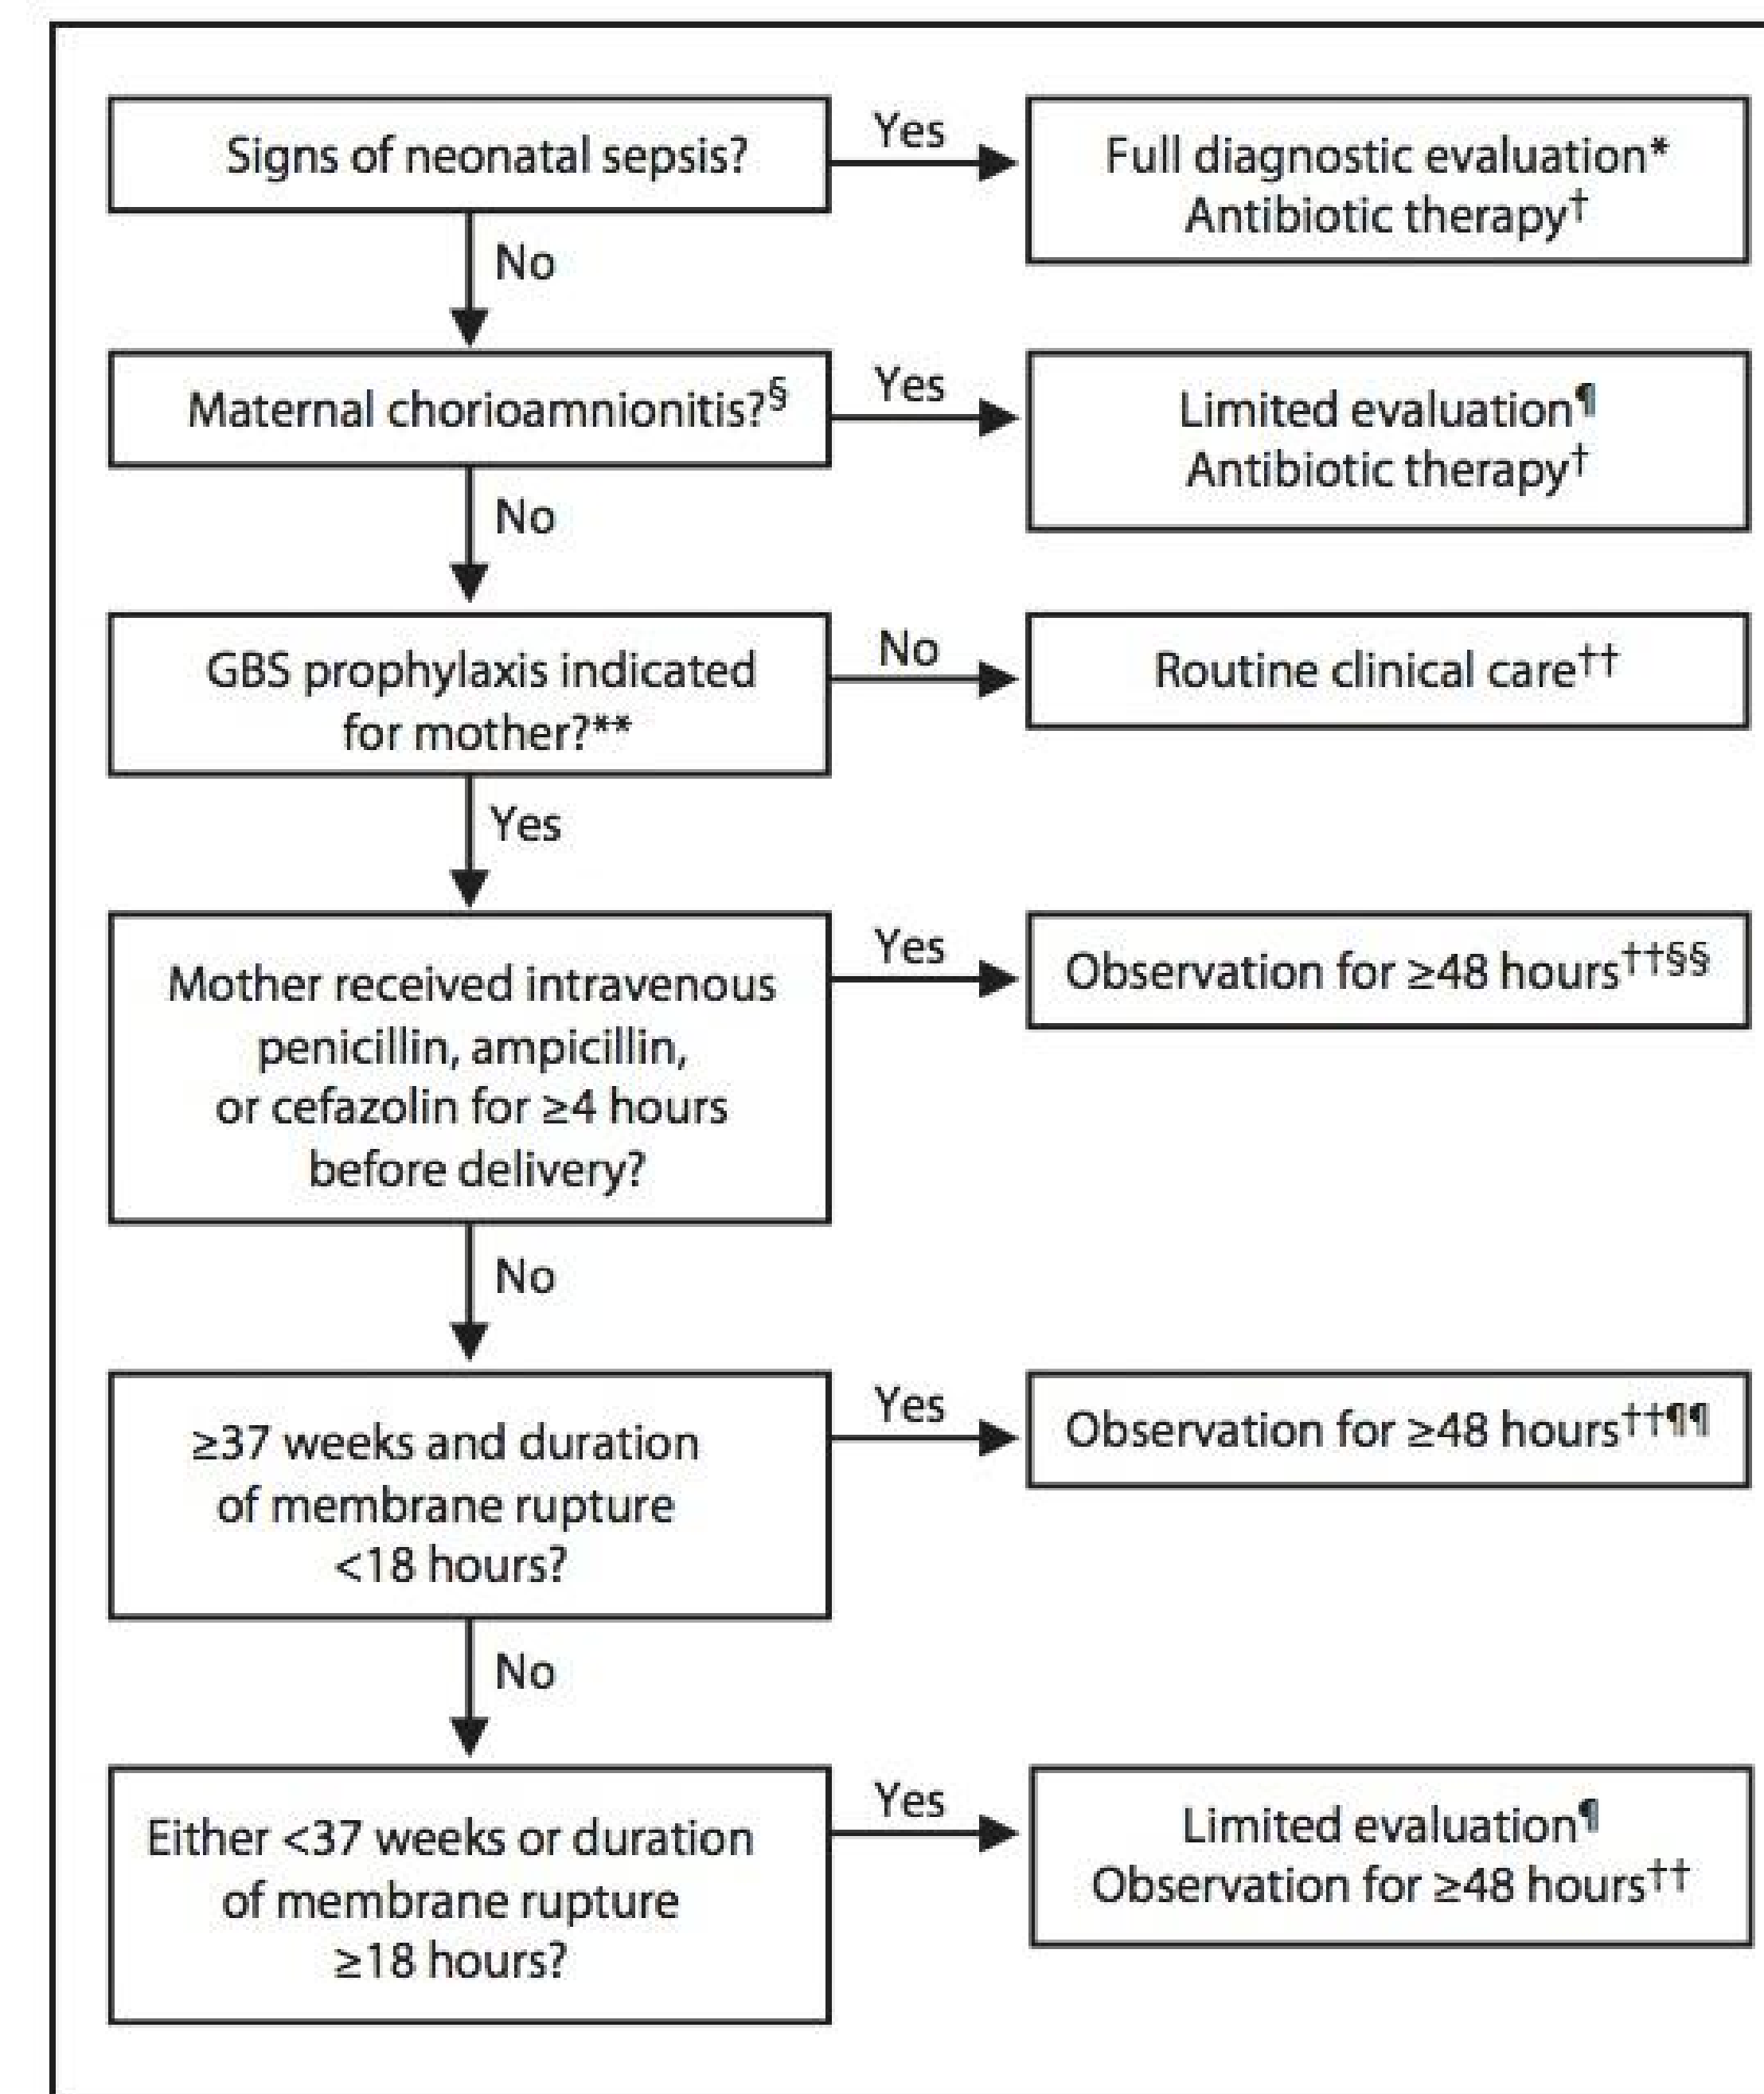 Signs of neonatal sepsis?
Yes
Full diagnostic evaluation*
Antibiotic therapy†
No
Maternal chorioamnionitis?§
Yes
Limited evaluation¶
Antibiotic therapy†
No
GBS prophylaxis indicated
for mother?**
No
Routine clinical care††
Yes
Mother received intravenous
penicillin, ampicillin,
or cefazolin for ≥4 hours
before delivery?
Yes
Observation for ≥48 hours††§§
No
≥37 weeks and duration
of membrane rupture
<18 hours?
Yes
Observation for ≥48 hours††¶¶
No
Either <37 weeks or duration
of membrane rupture
≥18 hours?
Yes
Limited evaluation¶
Observation for ≥48 hours††